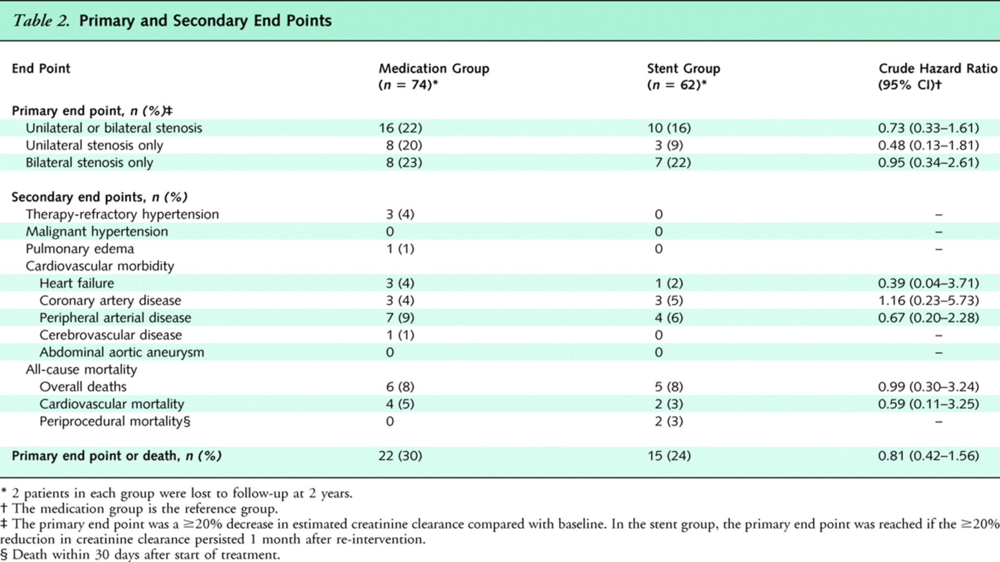 Table 2. Primary and Secondary End Points
End Point Medication Group Stent Group Crude Hazard Ratio
(n = 74)* (n = 62)* (95% CI)†
Primary end point, n (%)‡
Unilateral or bilateral stenosis 16 (22) 10 (16) 0.73 (0.33–1.61)
Unilateral stenosis only 8 (20) 3 (9) 0.48 (0.13–1.81)
Bilateral stenosis only 8 (23) 7 (22) 0.95 (0.34–2.61)
Secondary end points, n (%)
Therapy-refractory hypertension 3 (4) 0 –
Malignant hypertension 0 0 –
Pulmonary edema 1 (1) 0 –
Cardiovascular morbidity
Heart failure 3 (4) 1 (2) 0.39 (0.04–3.71)
Coronary artery disease 3 (4) 3 (5) 1.16 (0.23–5.73)
Peripheral arterial disease 7 (9) 4 (6) 0.67 (0.20–2.28)
Cerebrovascular disease 1 (1) 0 –
Abdominal aortic aneurysm 0 0 –
All-cause mortality
Overall deaths 6 (8) 5 (8) 0.99 (0.30–3.24)
Cardiovascular mortality 4 (5) 2 (3) 0.59 (0.11–3.25)
Periprocedural mortality§ 0 2 (3) –
Primary end point or death, n (%) 22 (30) 15 (24) 0.81 (0.42–1.56)
* 2 patients in each group were lost to follow-up at 2 years.
† The medication group is the reference group.
‡ The primary end point was a ≥20% decrease in estimated creatinine clearance compared with baseline. In the stent group, the primary end point was reached if the ≥20%
reduction in creatinine clearance persisted 1 month after re-intervention.
§ Death within 30 days after start of treatment.